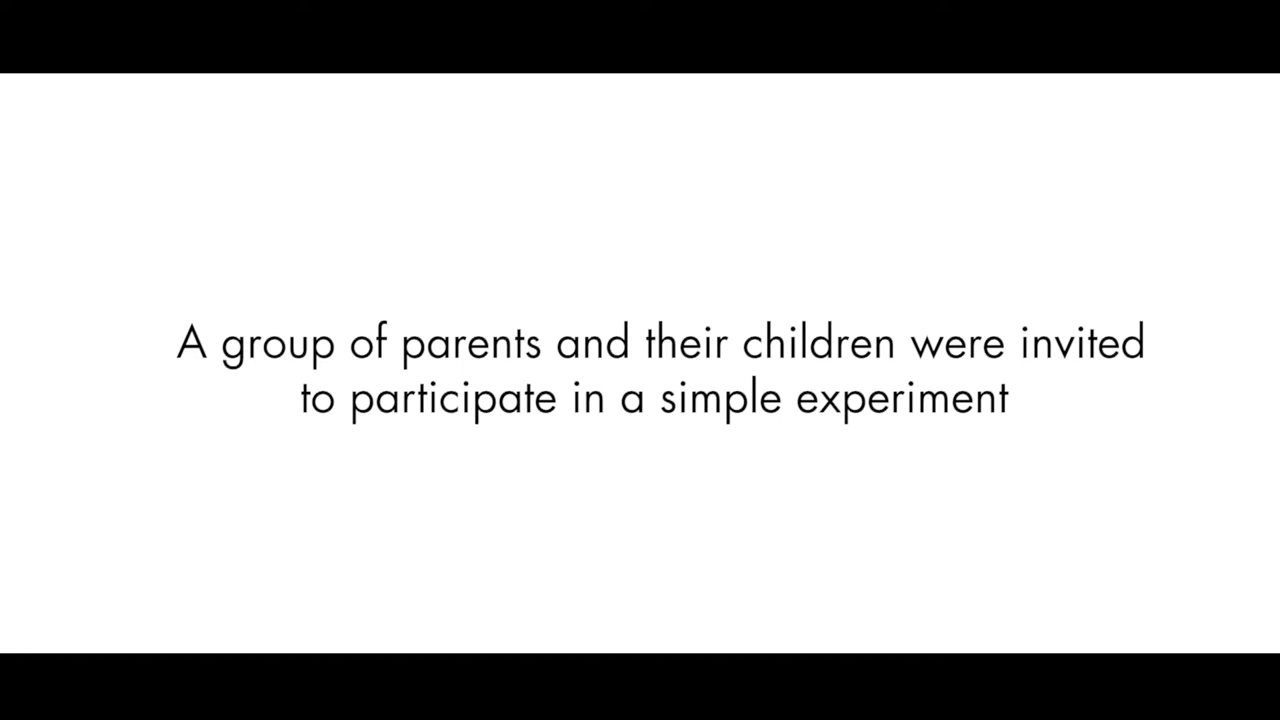 A group of parents and their children were invited
to participate in a simple experiment